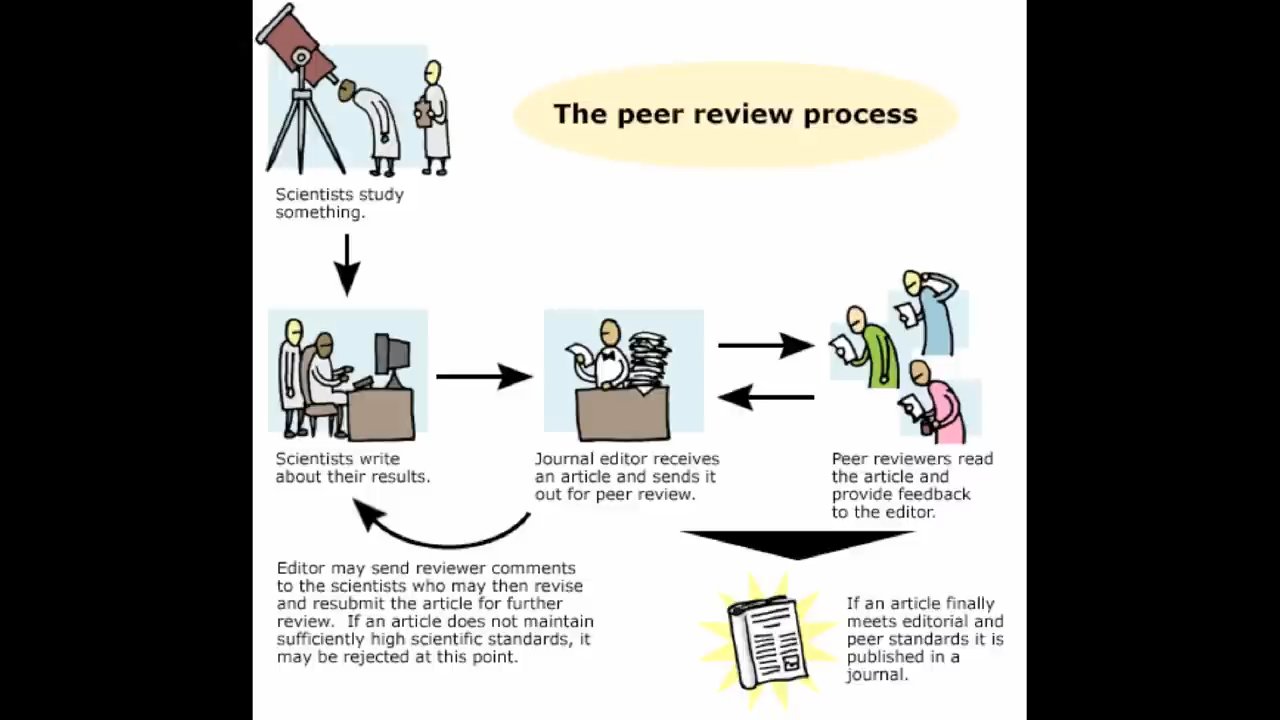 The peer review process
Scientists study
something.
Scientists write
about their results.
Journal editor receives
an article and sends it
out for peer review.
Peer reviewers read
the article and
provide feedback
to the editor.
Editor may send reviewer comments
to the scientists who may then revise
and resubmit the article for further
review.  If an article does not maintain
sufficiently high scientific standards, it
may be rejected at this point.
If an article finally
meets editorial and
peer standards it is
published in a
journal.